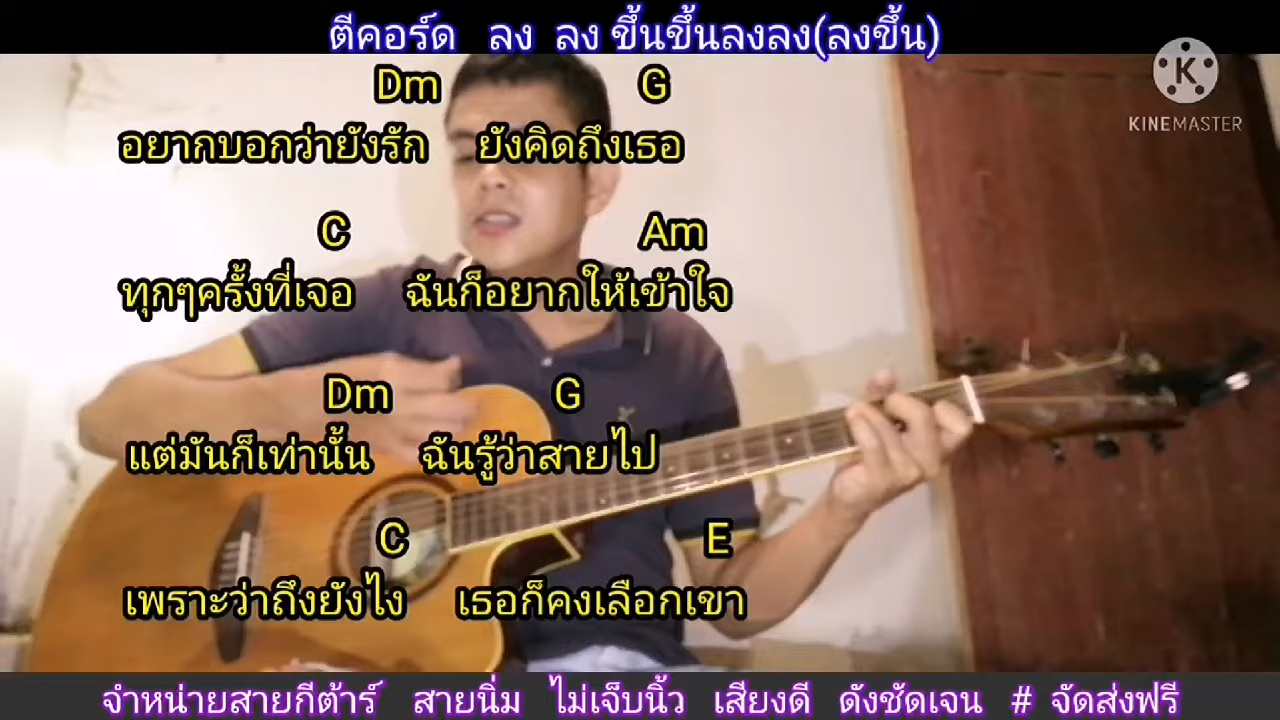 ตีคอร์ด ลง ลง ขึ้นขึ้นลงลง(ลงขึ้น)
K
KINEMASTER
Dm G
อยากบอกว่ายังรัก ยังคิดถึงเธอ
C Am
ทุกๆครั้งที่เจอ ฉันก็อยากให้เข้าใจ
Dm G
แต่มันก็เท่านั้น ฉันรู้ว่าสายไป
C E
เพราะว่าถึงยังไง เธอก็คงเลือกเขา
จำหน่ายสายกีต้าร์ สายนิ่ม ไม่เจ็บนิ้ว เสียงดี ดังชัดเจน # จัดส่งฟรี